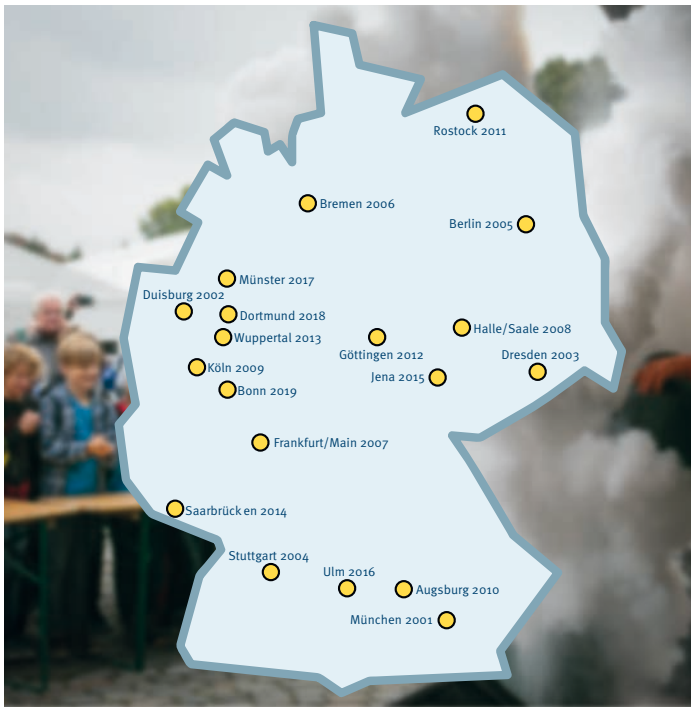 Rostock 2011
Bremen 2006
Berlin 2005
Münster 2017
Duisburg 2002
Dortmund 2018
Halle/Saale 2008
Wuppertal 2013
Göttingen 2012
Dresden 2003
Köln 2009
Jena 2015
Bonn 2019
Frankfurt/Main 2007
Saarbrücken 2014
Stuttgart 2004
Ulm 2016
Augsburg 2010
München 2001